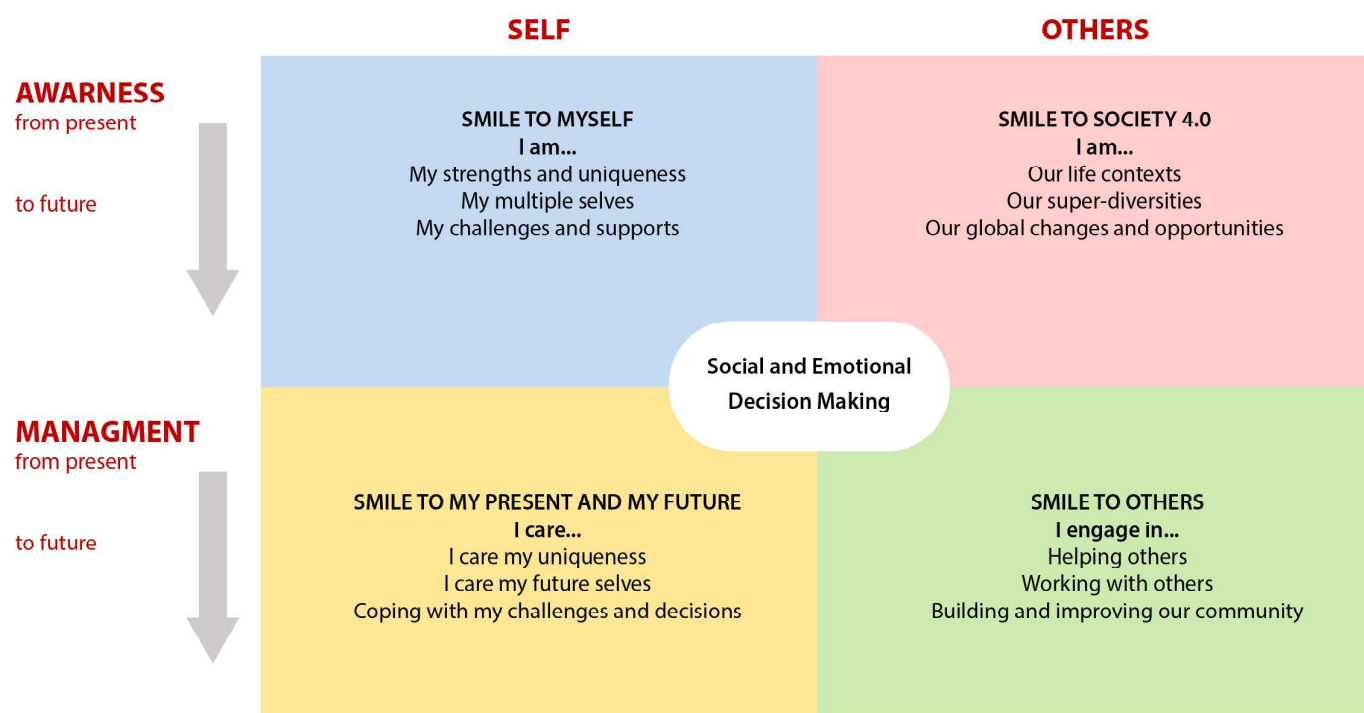 SELF
OTHERS
AWARNESS
from present
to future
SMILE TO MYSELF
I am...
My strengths and uniqueness
My multiple selves
My challenges and supports
SMILE TO SOCIETY 4.0
I am...
Our life contexts
Our super-diversities
Our global changes and opportunities
Social and Emotional
Decision Making
MANAGMENT
from present
to future
SMILE TO MY PRESENT AND MY FUTURE
I care...
I care my uniqueness
I care my future selves
Coping with my challenges and decisions
SMILE TO OTHERS
I engage in...
Helping others
Working with others
Building and improving our community